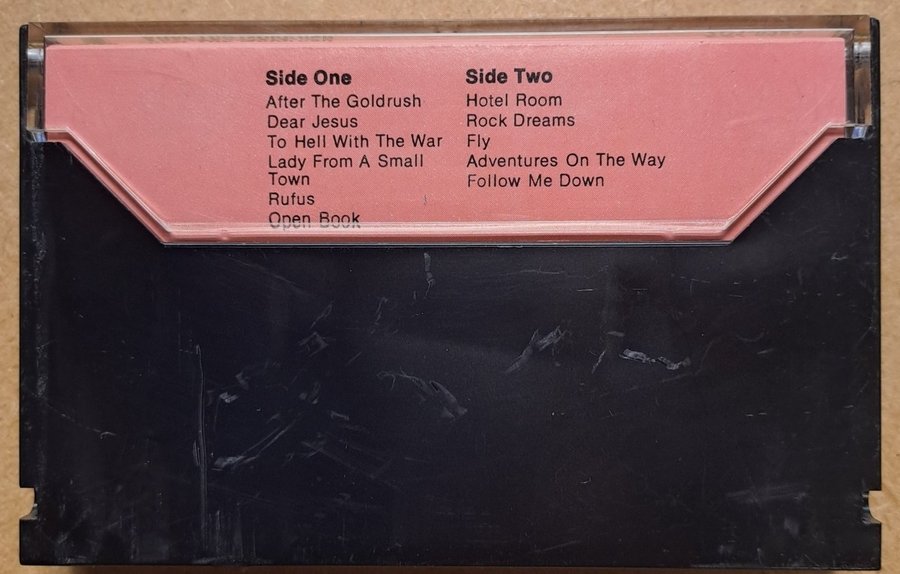 Side One
After The Goldrush
Dear Jesus
To Hell With The War
Lady From A Small
Town
Rufus
Open Book
Side Two
Hotel Room
Rock Dreams
Fly
Adventures On The Way
Follow Me Down